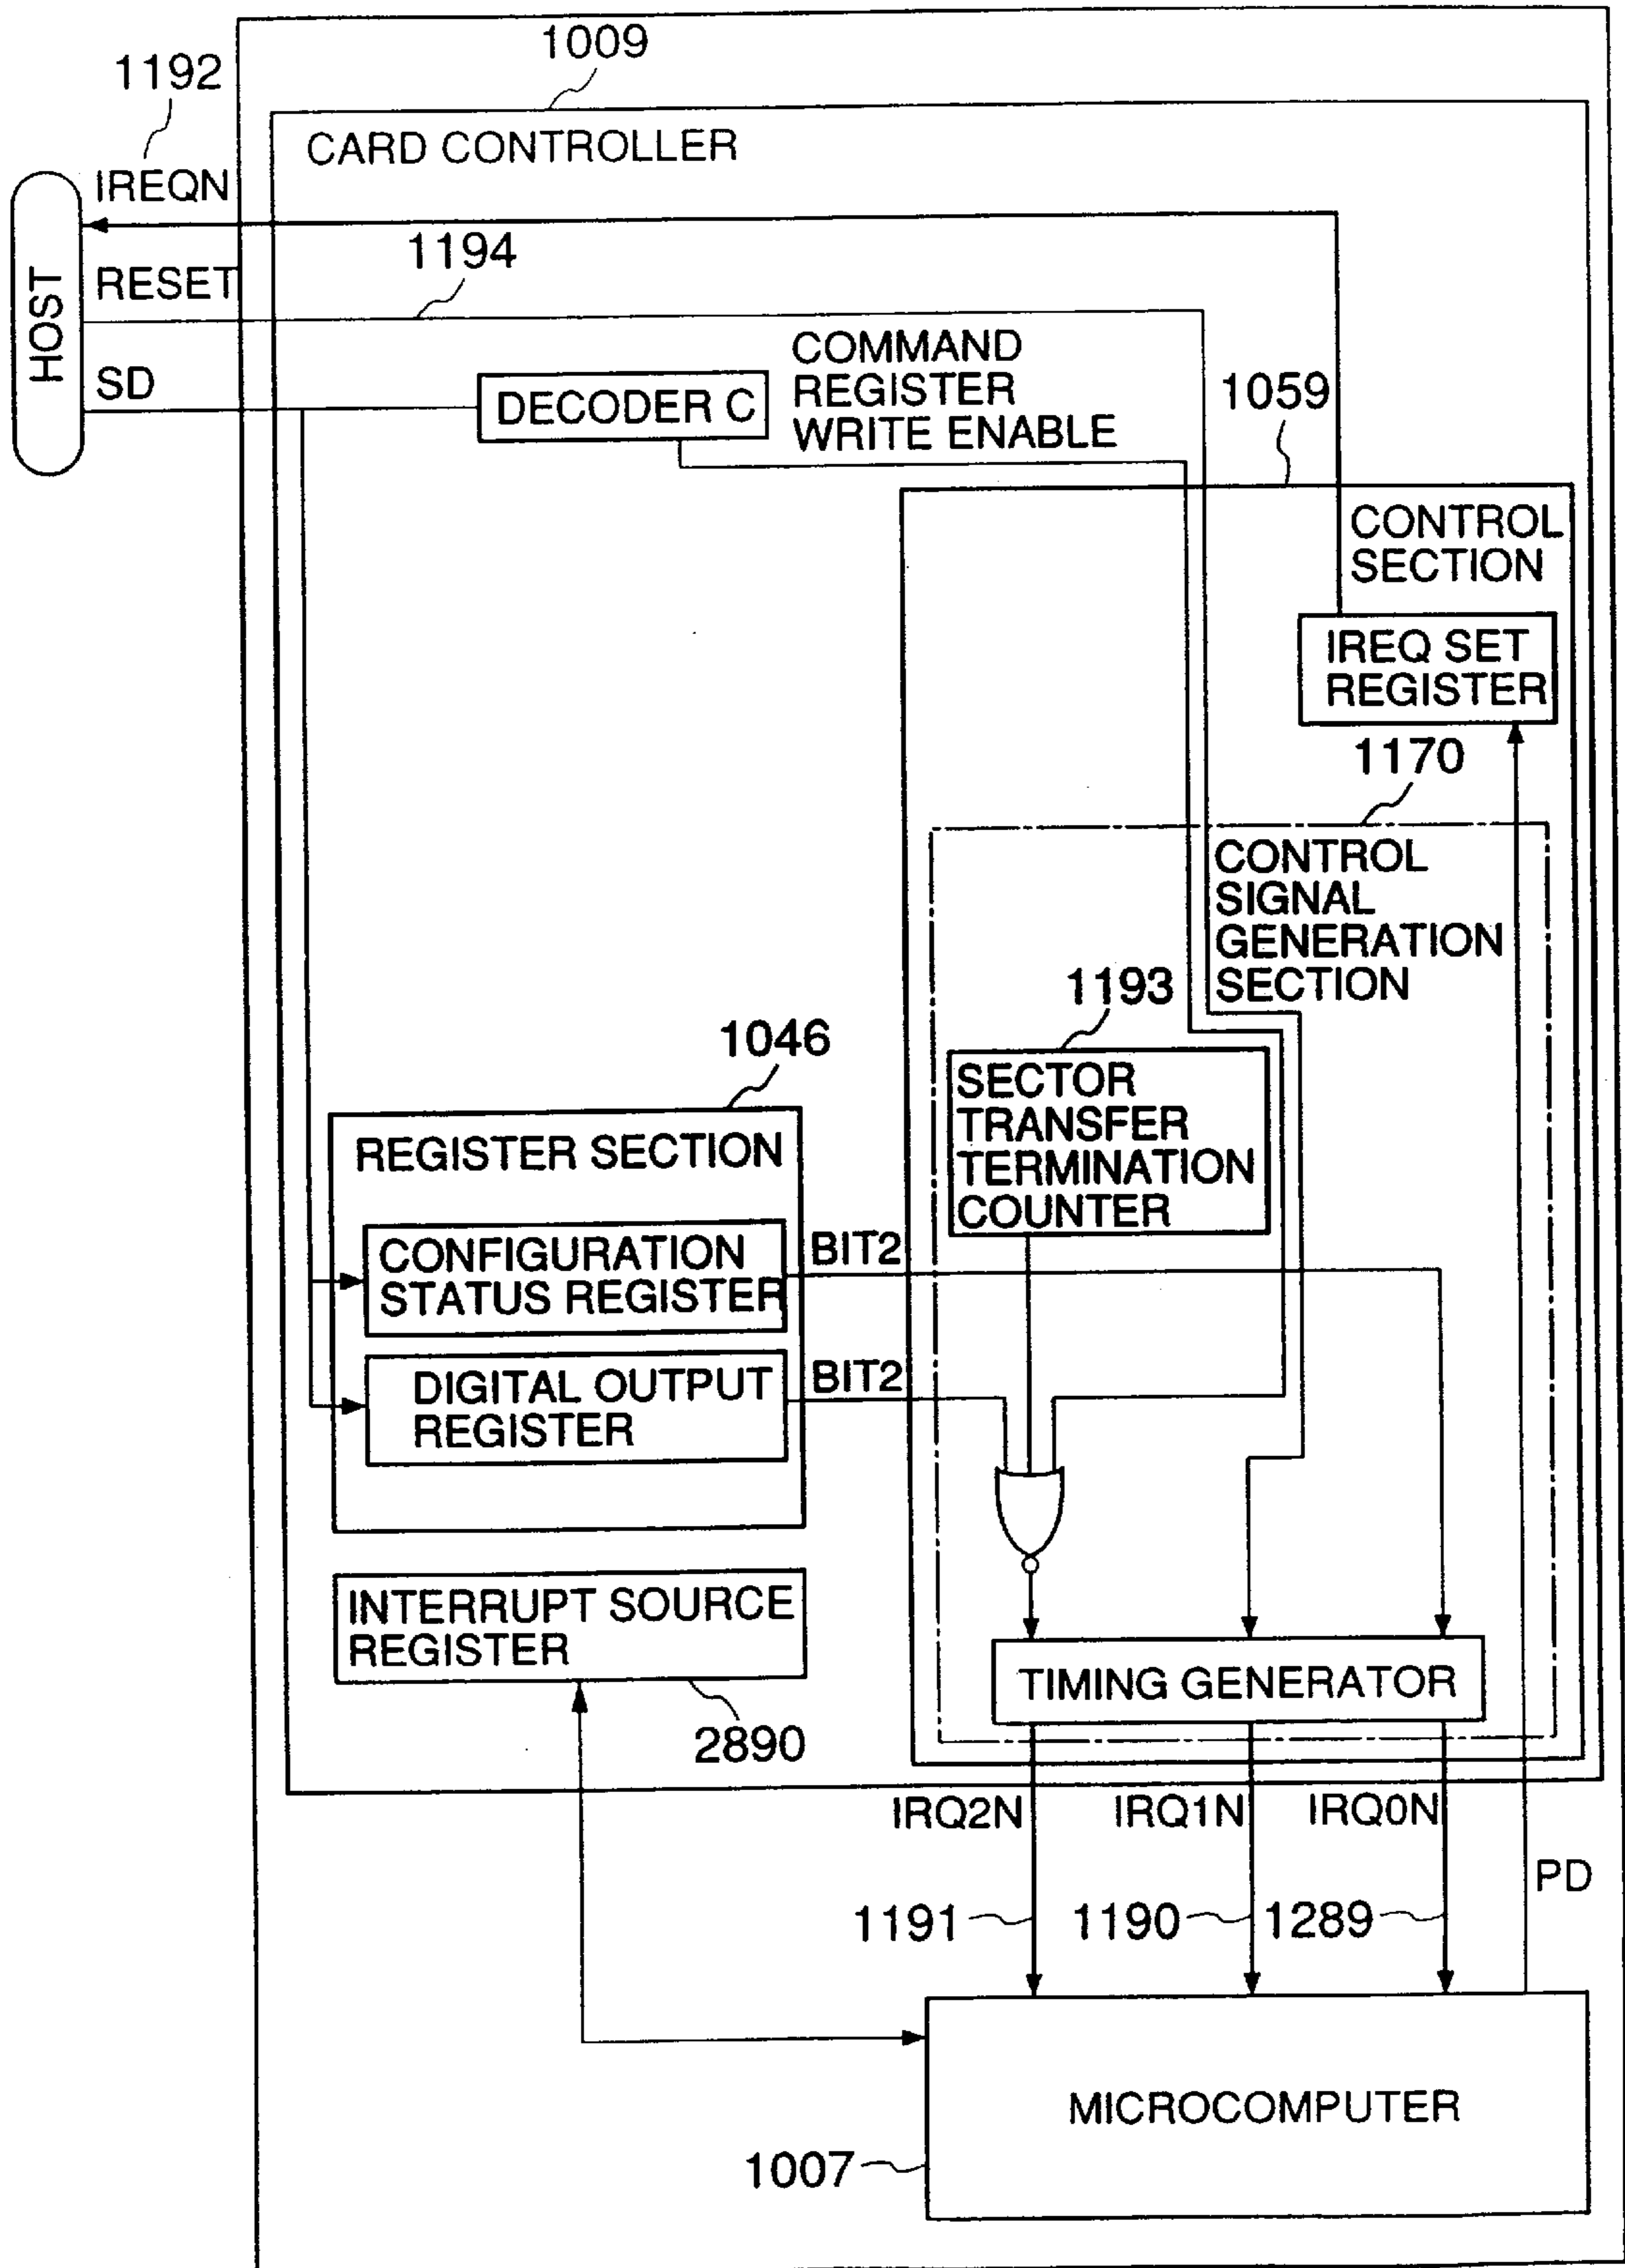 1009
1192
CARD CONTROLLER
IREQN
1194
RESET
HOST
SD
DECODER C
COMMAND
REGISTER
WRITE ENABLE
1059
CONTROL
SECTION
IREQ SET
REGISTER
1170
CONTROL
SIGNAL
GENERATION
SECTION
1193
SECTOR
TRANSFER
TERMINATION
COUNTER
1046
REGISTER SECTION
CONFIGURATION
STATUS REGISTER
BIT2
DIGITAL OUTPUT
REGISTER
BIT2
INTERRUPT SOURCE
REGISTER
2890
TIMING GENERATOR
IRQ2N
IRQ1N
IRQ0N
PD
1191
1190
1289
MICROCOMPUTER
1007